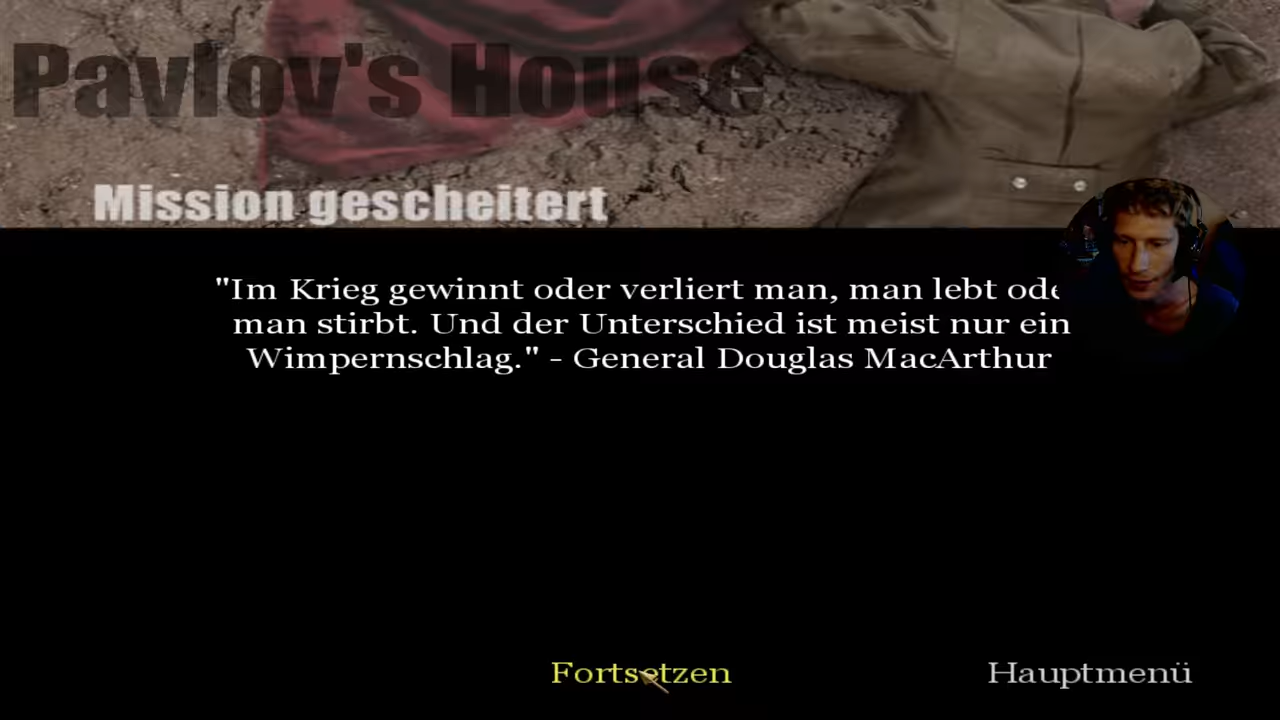 Pavlov's House
Mission gescheitert
"Im Krieg gewinnt oder verliert man, man lebt ode
man stirbt. Und der Unterschied ist meist nur ein
Wimpernschlag." - General Douglas MacArthur
Fortsetzen
Hauptmenü